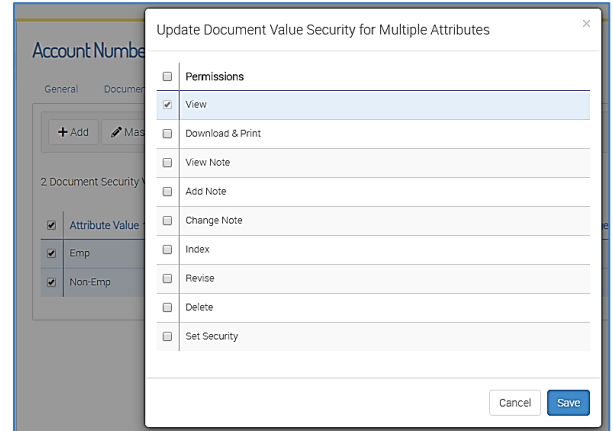 Update Document Value Security for Multiple Attributes
×
Account Numbe
General Documen
+ Add Mas
2 Document Security V
Attribute Value
Emp
Non-Emp
Permissions
View
Download & Print
View Note
Add Note
Change Note
Index
Revise
Delete
Set Security
Cancel Save